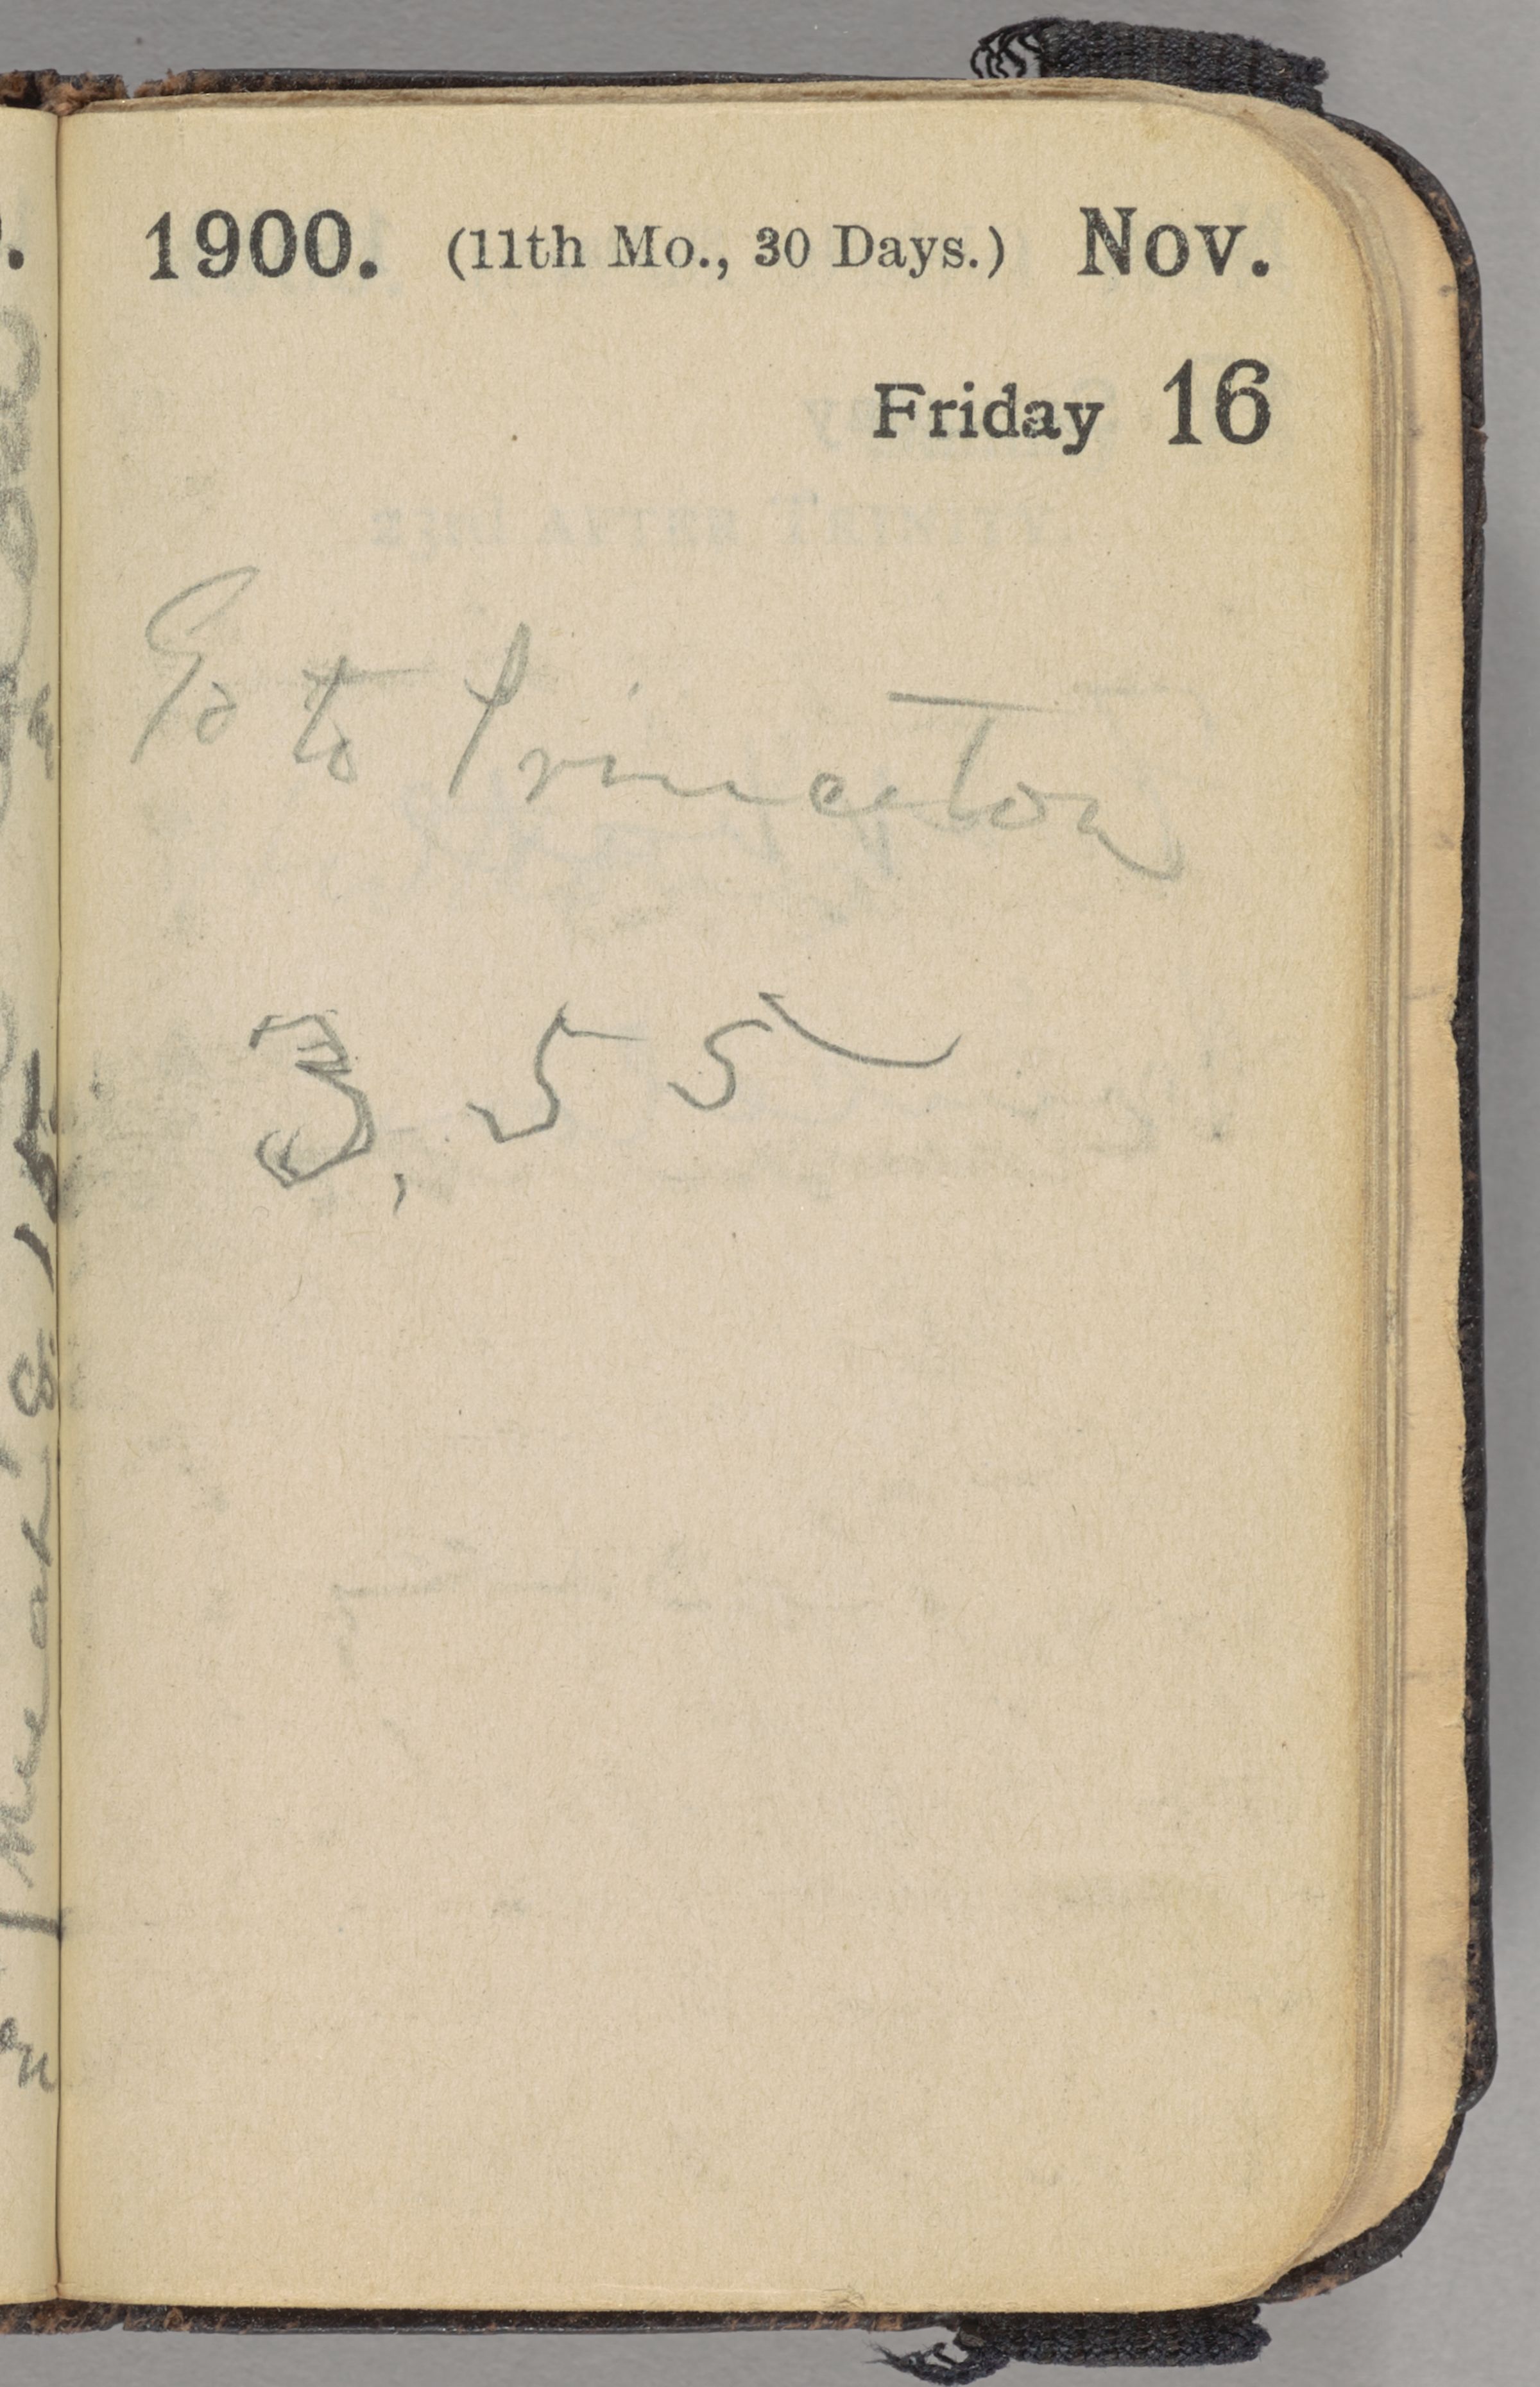 1900. (11th Mo., 30 Days.) Nov.
Friday 16
Go to Princeton
3,55